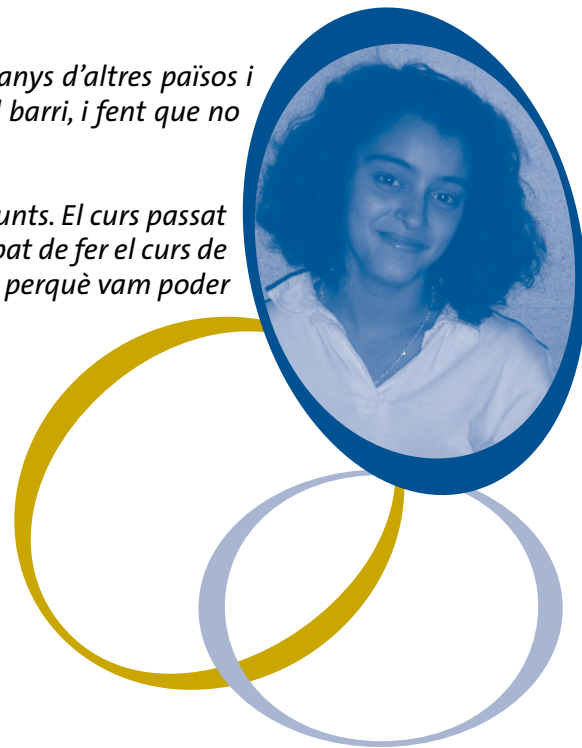 anys d'altres països i
barri, i fent que no
unts. El curs passat
bat de fer el curs de
perquè vam poder